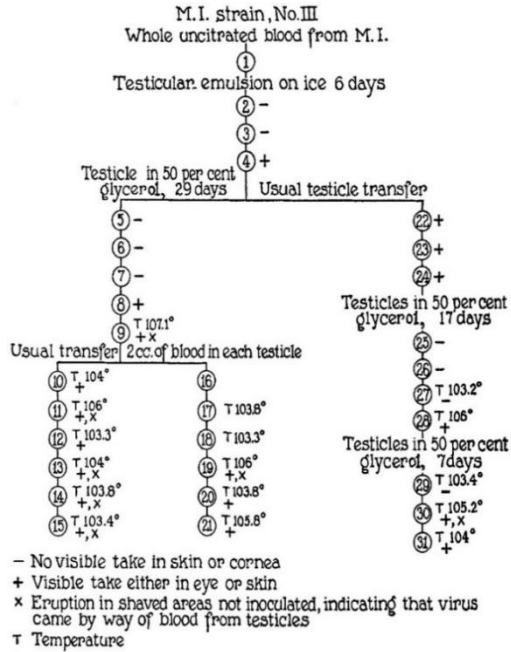 M.I. strain, No.III
Whole uncitrated blood from M.I.
1
Testicular emulsion on ice 6 days
2 −
3 −
4 +
Testicle in 50 per cent
glycerol, 29 days
Usual testicle transfer
5 −
6 −
7 −
8 +
9 T 107.1°
+ x
Usual transfer
2cc. of blood in each testicle
10 T 104°
+
11 T 106°
+, x
12 T 103.3°
+
13 T 104°
+, x
14 T 103.8°
+, x
15 T 103.4°
+, x
16
17 T 103.8°
18 T 103.3°
19 T 106°
+, x
20 T 103.8°
+
21 T 105.8°
+
22 +
23 +
24 +
Testicles in 50 per cent
glycerol, 17 days
25 −
26 −
27 T 103.2°
−
28 T 106°
+
Testicles in 50 per cent
glycerol, 7 days
29 T 103.4°
−
30 T 105.2°
+, x
31 T 104°
+
− No visible take in skin or cornea
+ Visible take either in eye or skin
x Eruption in shaved areas not inoculated, indicating that virus
came by way of blood from testicles
T Temperature